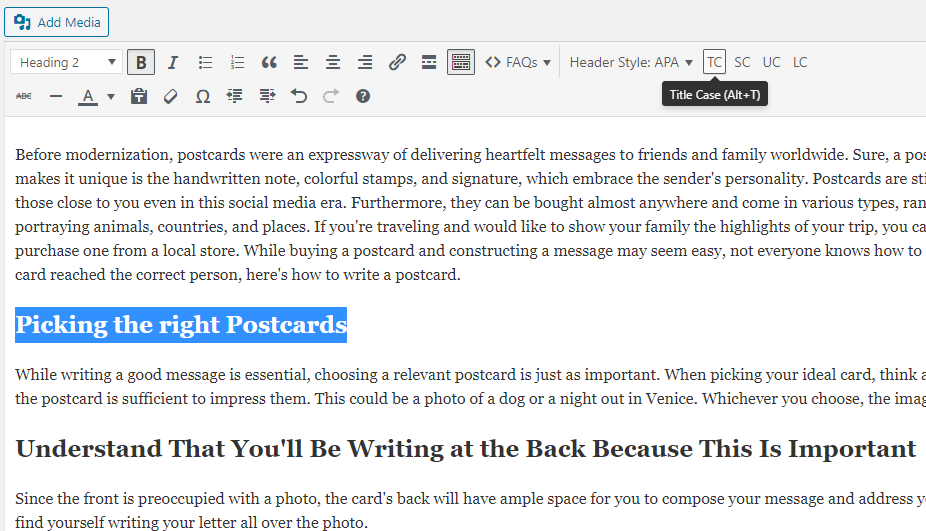 Add Media
Heading 2 B I FAQs Header Style: APA TC SC UC LC
ABC A Ω Title Case (Alt+T)
Before modernization, postcards were an expressway of delivering heartfelt messages to friends and family worldwide. Sure, a pos
makes it unique is the handwritten note, colorful stamps, and signature, which embrace the sender's personality. Postcards are sti
those close to you even in this social media era. Furthermore, they can be bought almost anywhere and come in various types, ran
portraying animals, countries, and places. If you're traveling and would like to show your family the highlights of your trip, you ca
purchase one from a local store. While buying a postcard and constructing a message may seem easy, not everyone knows how to
card reached the correct person, here's how to write a postcard.
Picking the right Postcards
While writing a good message is essential, choosing a relevant postcard is just as important. When picking your ideal card, think a
the postcard is sufficient to impress them. This could be a photo of a dog or a night out in Venice. Whichever you choose, the imag
Understand That You'll Be Writing at the Back Because This Is Important
Since the front is preoccupied with a photo, the card's back will have ample space for you to compose your message and address y
find yourself writing your letter all over the photo.